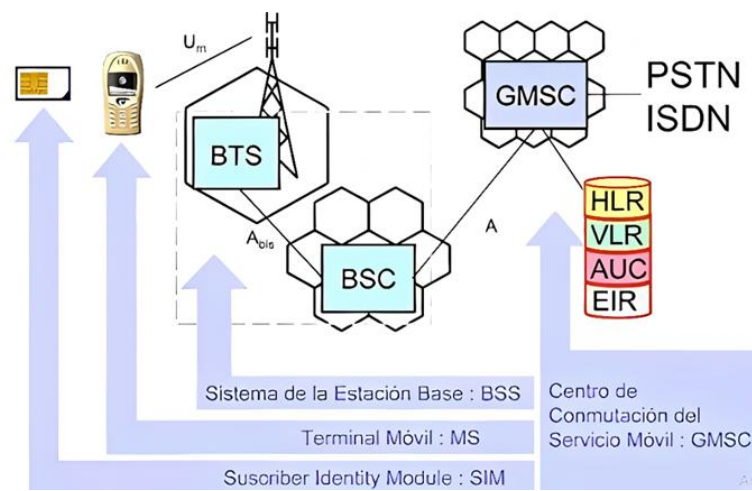 Um
BTS
Abis
BSC
A
GMSC
PSTN
ISDN
HLR
VLR
AUC
EIR
Sistema de la Estación Base : BSS
Terminal Móvil : MS
Suscriber Identity Module : SIM
Centro de
Conmutación del
Servicio Móvil : GMSC